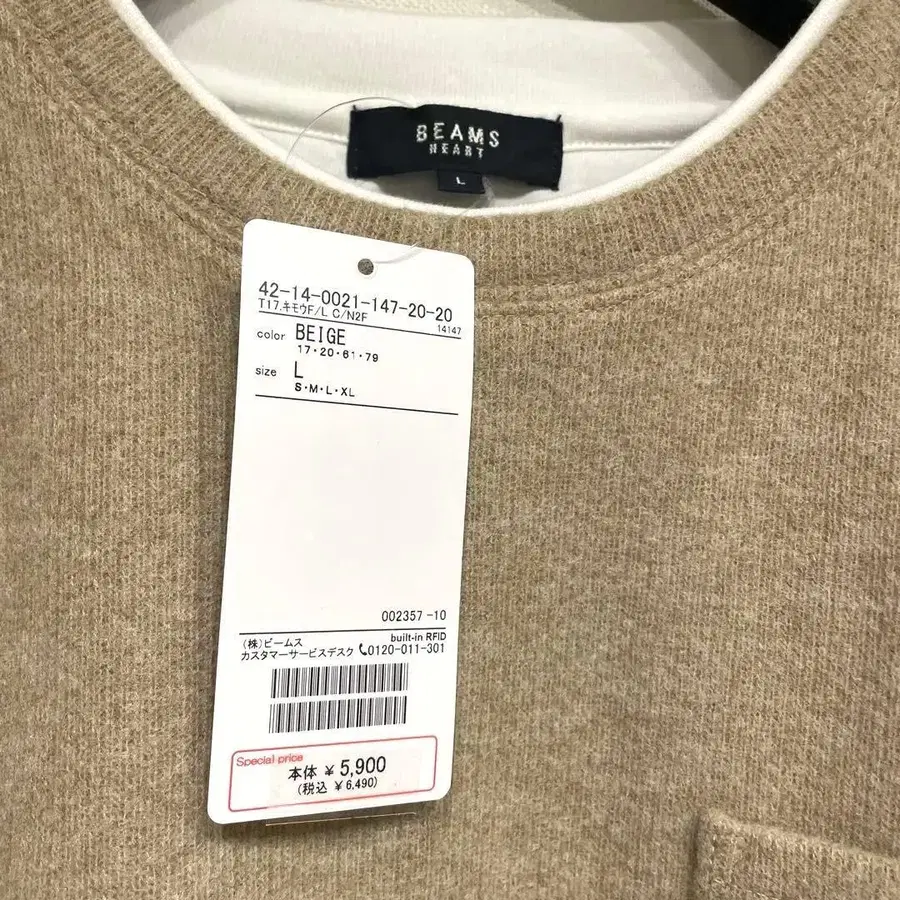 BEAMS
HEART
L
42-14-0021-147-20-20
T17.キモウF/L C/N2F
14147
color BEIGE
17・20・61・79
size L
S・M・L・XL
002357 -10
built-in RFID
(株)ビームス
カスタマーサービスデスク 0120-011-301
Special price
本体 ¥ 5,900
(税込 ¥ 6,490)